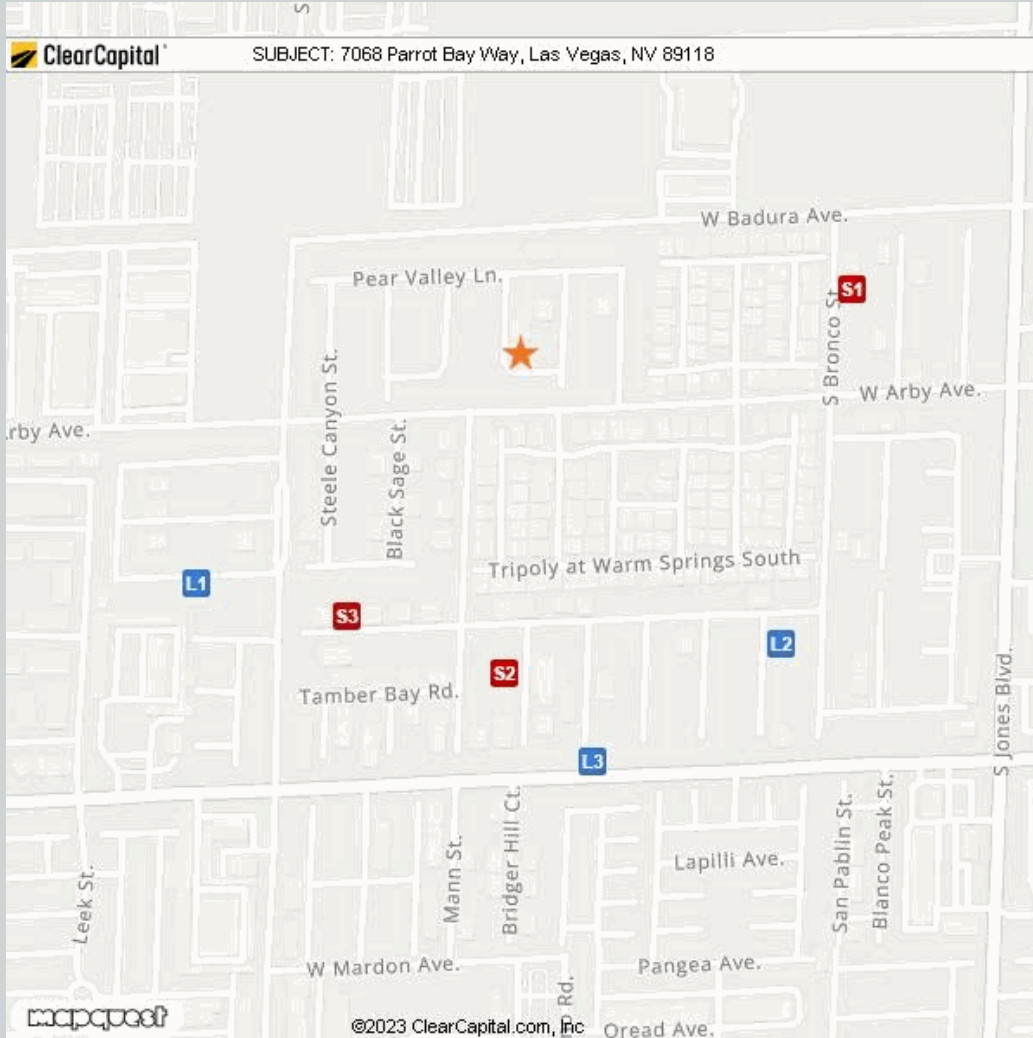 S
ClearCapital
SUBJECT: 7068 Parrot Bay Way, Las Vegas, NV 89118
W Badura Ave.
Pear Valley Ln.
S1
S Bronco St.
W Arby Ave.
rby Ave.
Steele Canyon St.
Black Sage St.
Tripoly at Warm Springs South
L1
S3
L2
S2
Tamber Bay Rd.
S Jones Blvd.
L3
Leek St.
Mann St.
Bridger Hill Ct.
Lapilli Ave.
San Pablin St.
Blanco Peak St.
W Mardon Ave.
Pangea Ave.
Rd.
mapquest
©2023 ClearCapital.com, Inc
Oread Ave.